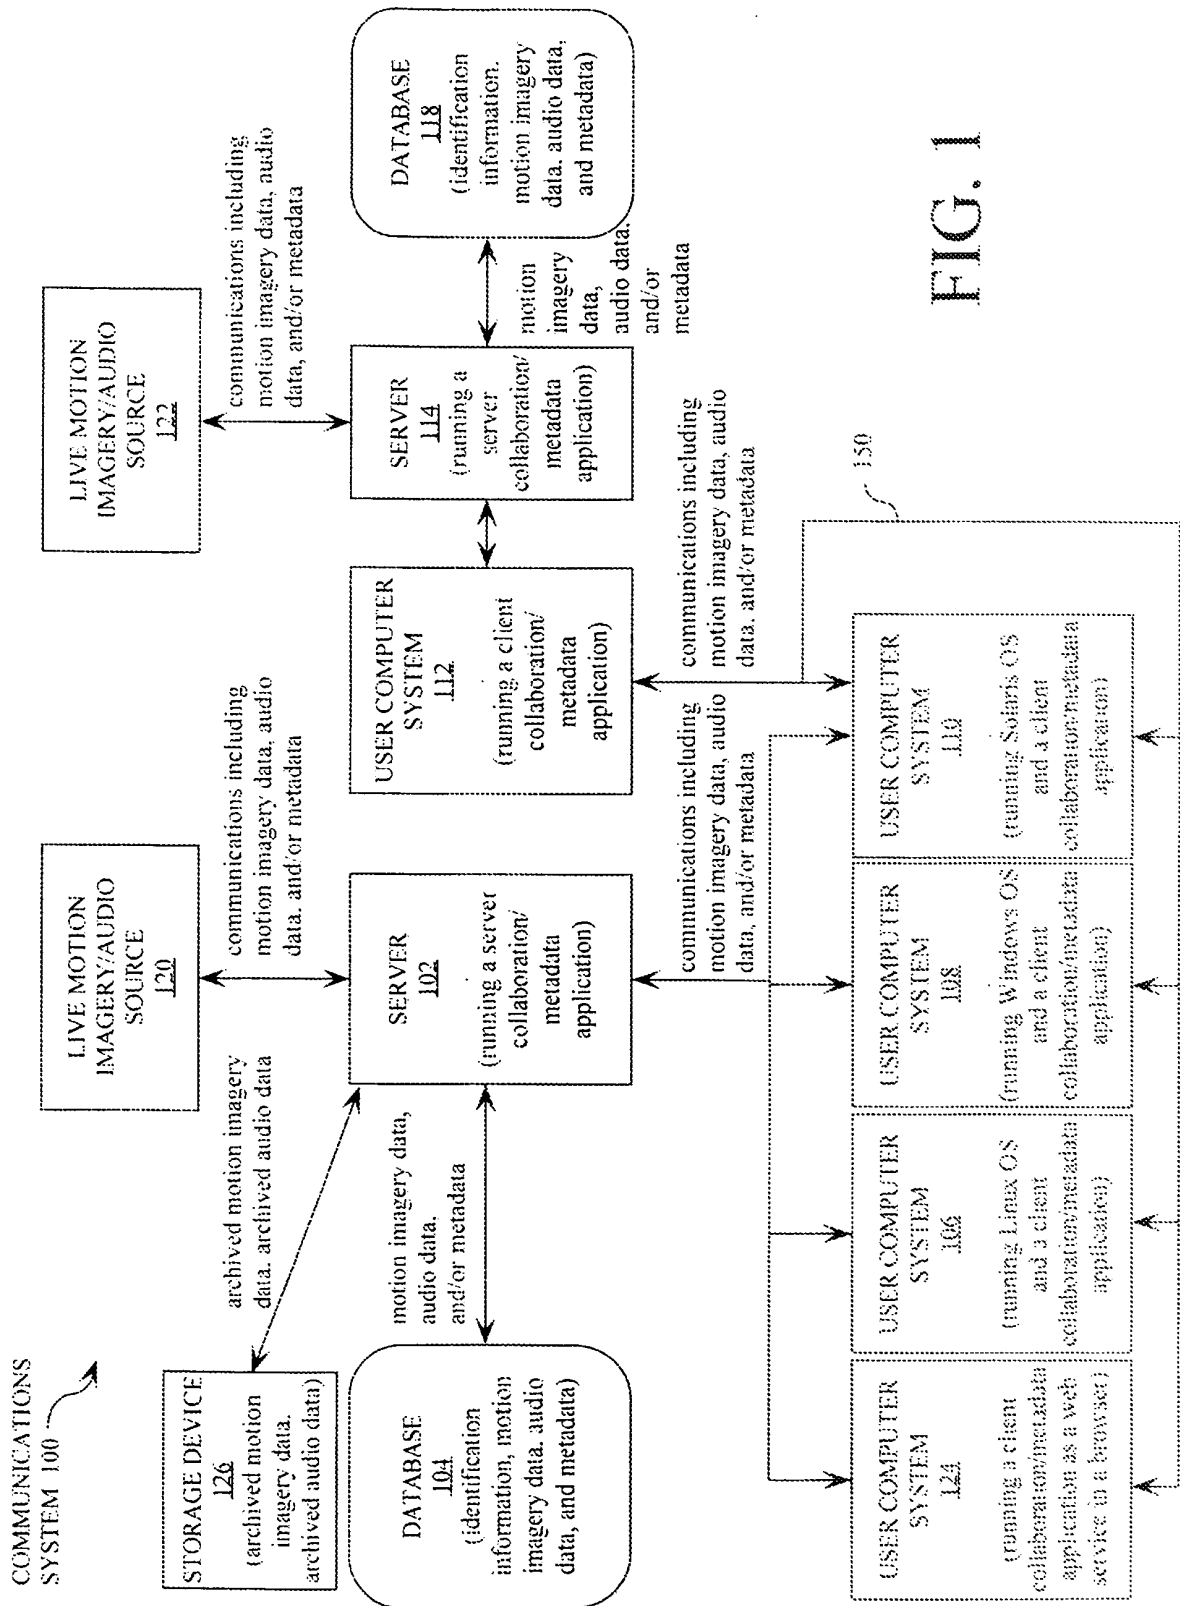 COMMUNICATIONS
SYSTEM 100
LIVE MOTION
IMAGERY/AUDIO
SOURCE
120
LIVE MOTION
IMAGERY/AUDIO
SOURCE
122
STORAGE DEVICE
126
(archived motion
imagery data.
archived audio data)
archived motion imagery
data. archived audio data
communications including
motion imagery data, audio
data. and/or metadata
communications including
motion imagery data, audio
data, and/or metadata
DATABASE
104
(identification
information, motion
imagery data. audio
data, and metadata)
motion imagery data,
audio data,
and/or metadata
SERVER
102
(running a server
collaboration/
metadata
application)
USER COMPUTER
SYSTEM
112
(running a client
collaboration/
metadata
application)
SERVER
114
(running a
server
collaboration/
metadata
application)
motion
imagery
data,
audio data.
and/or
metadata
DATABASE
118
(identification
information.
motion imagery
data. audio data,
and metadata)
communications including
motion imagery data, audio
data, and/or metadata
communications including
motion imagery data, audio
data. and/or metadata
150
USER COMPUTER
SYSTEM
124
(running a client
collaboration/metadata
application as a web
service in a browser)
USER COMPUTER
SYSTEM
106
(running Linux OS
and a client
collaboration/metadata
application)
USER COMPUTER
SYSTEM
108
(running Windows OS
and a client
collaboration/metadata
application)
USER COMPUTER
SYSTEM
110
(running Solaris OS
and a client
collaboration/metadata
application)
FIG. 1